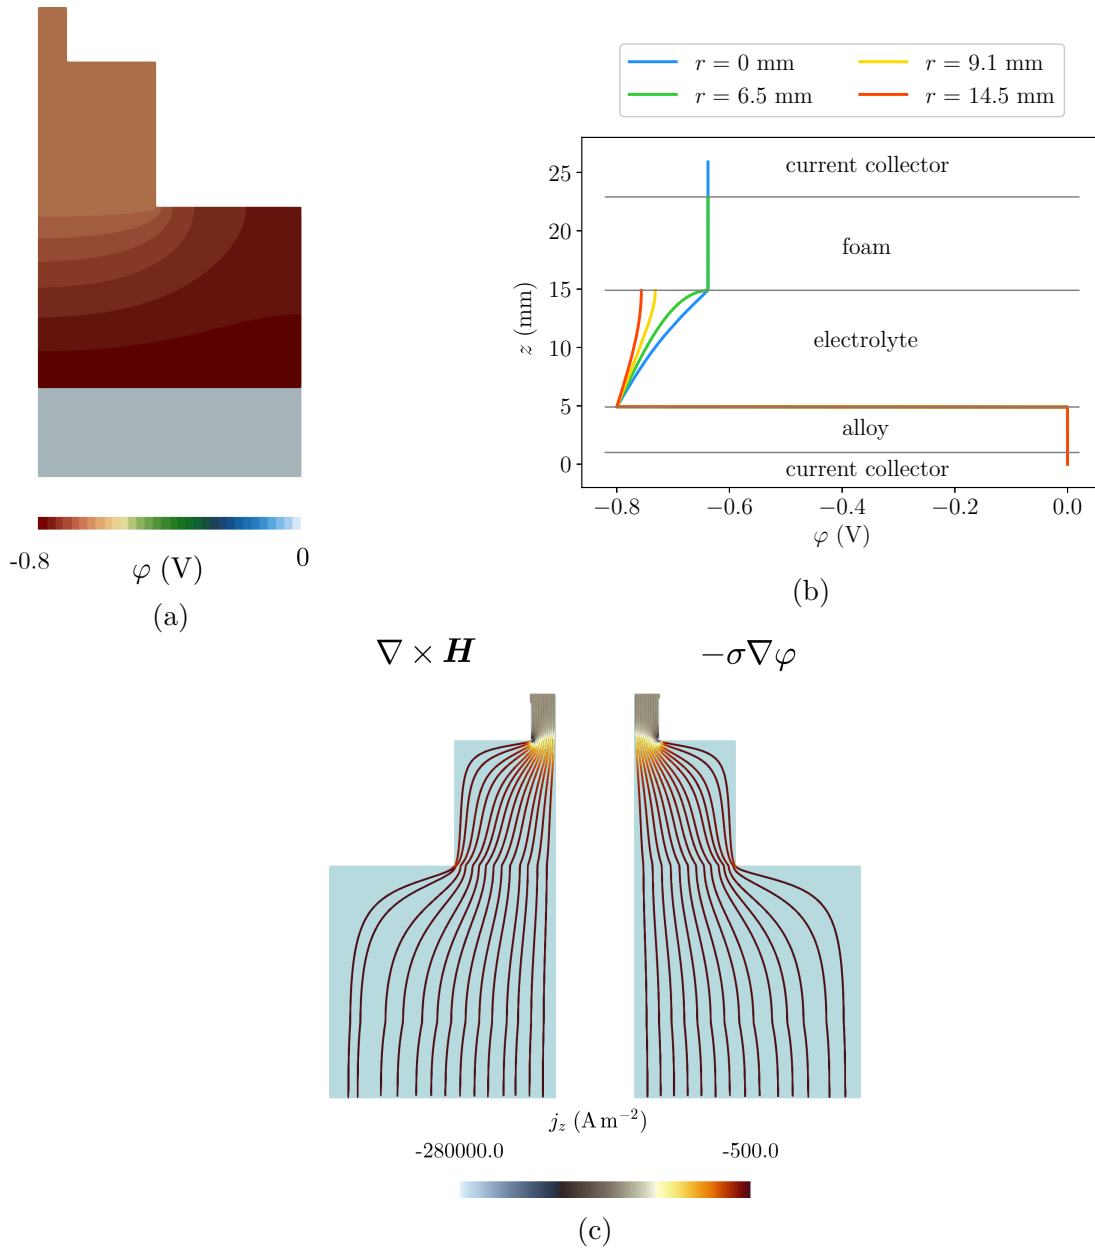 -0.8
0
φ (V)
(a)
r = 0 mm
r = 9.1 mm
r = 6.5 mm
r = 14.5 mm
25
20
15
10
5
0
z (mm)
current collector
foam
electrolyte
alloy
current collector
−0.8
−0.6
−0.4
−0.2
0.0
φ (V)
(b)
∇ × H
−σ∇φ
j_z (A m⁻²)
-280000.0
-500.0
(c)